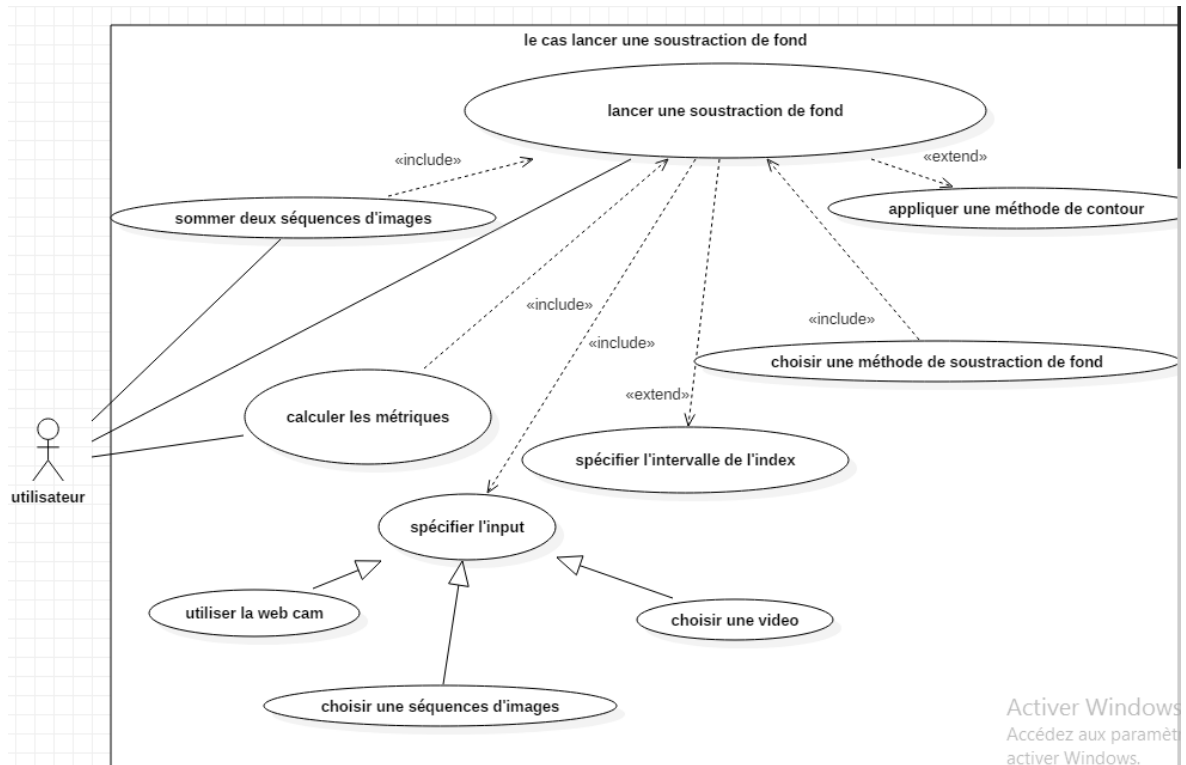 le cas lancer une soustraction de fond
lancer une soustraction de fond
«include»
«extend»
sommer deux séquences d'images
appliquer une méthode de contour
«include»
«include»
«include»
choisir une méthode de soustraction de fond
«extend»
calculer les métriques
spécifier l'intervalle de l'index
utilisateur
spécifier l'input
utiliser la web cam
choisir une video
choisir une séquences d'images
Activer Windows
Accédez aux paramèt
activer Windows.